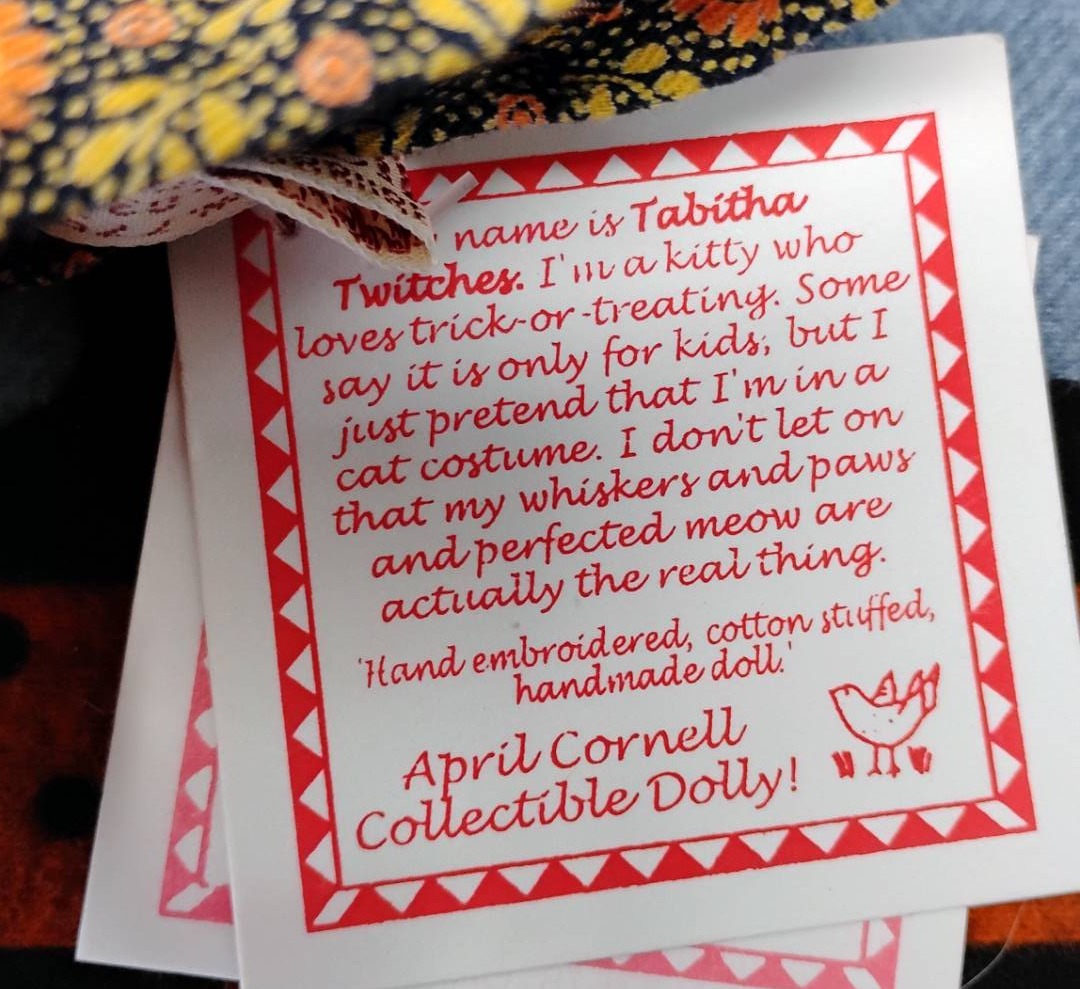 name is Tabitha
Twitches. I'm a kitty who
loves trick-or-treating. Some
say it is only for kids, but I
just pretend that I'm in a
cat costume. I don't let on
that my whiskers and paws
and perfected meow are
actually the real thing.
'Hand embroidered, cotton stuffed,
handmade doll.'
April Cornell
Collectible Dolly!